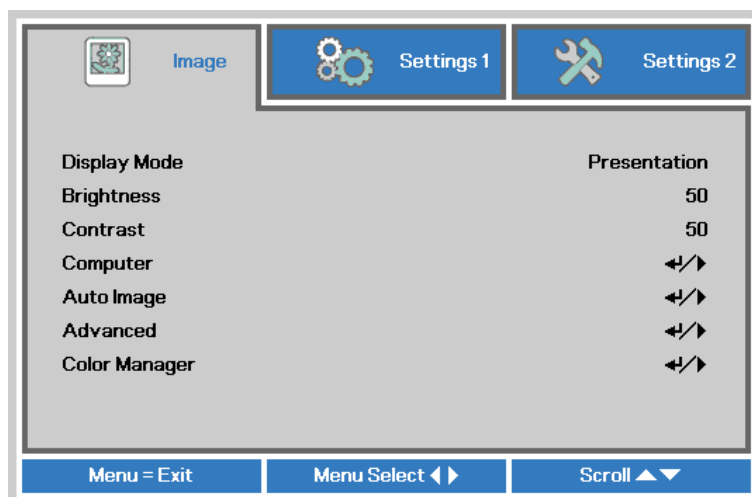 Image Settings 1 Settings 2
Display Mode Presentation
Brightness 50
Contrast 50
Computer ↵/▶
Auto Image ↵/▶
Advanced ↵/▶
Color Manager ↵/▶
Menu = Exit Menu Select ◀▶ Scroll ▲▼